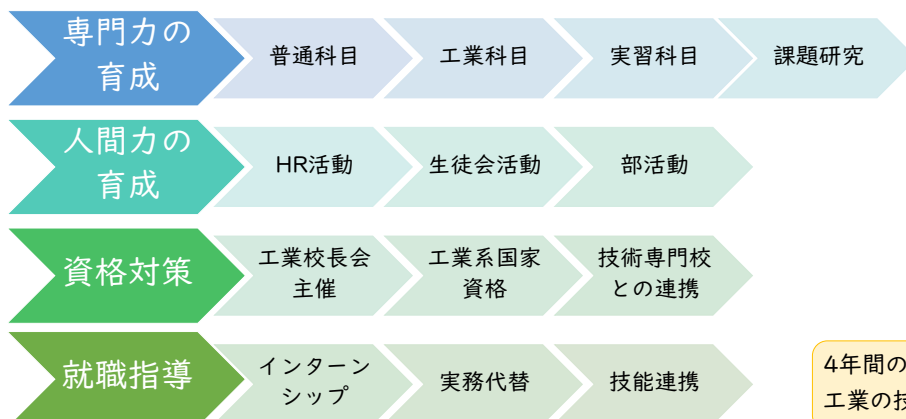 専門力の
育成
普通科目
工業科目
実習科目
課題研究
人間力の
育成
HR活動
生徒会活動
部活動
資格対策
工業校長会
主催
工業系国家
資格
技術専門校
との連携
就職指導
インターン
シップ
実務代替
技能連携
4年間の
工業の技